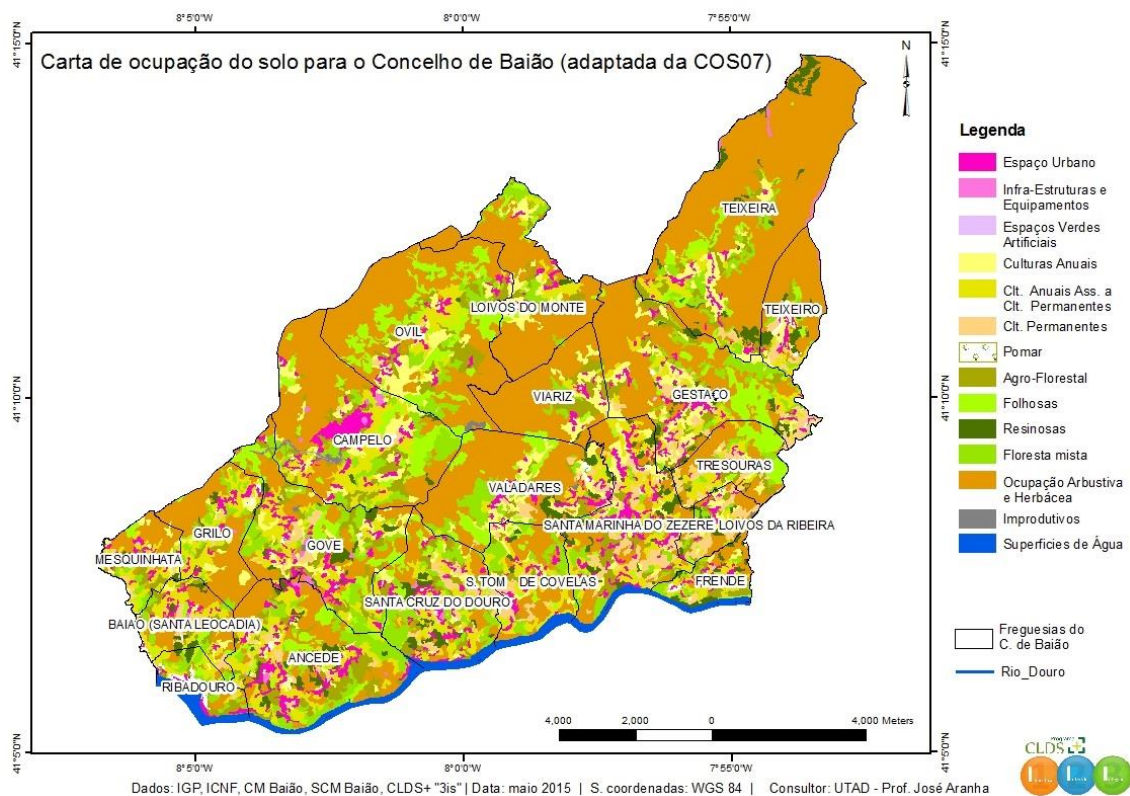 8°5'0"W 8°0'0"W 7°55'0"W
41°15'0"N 41°15'0"N
Carta de ocupação do solo para o Concelho de Baião (adaptada da COS07)
N
TEIXEIRA
LOIVOS DO MONTE
TEIXEIRO
OVIL
41°10'0"N 41°10'0"N
VIARIZ
GESTAÇO
CAMPELO
TRESOURAS
VALADARES
SANTA MARINHA DO ZEZERE LOIVOS DA RIBEIRA
GRILO
GOVE
MESQUINHATA
S. TOM DE COVELAS
FRENDE
SANTA CRUZ DO DOURO
BAIAO (SANTA LEOCADIA)
ANCEDE
RIBADOURO
4,000 2,000 0 4,000 Meters
41°5'0"N 41°5'0"N
8°5'0"W 8°0'0"W 7°55'0"W
Legenda
Espaço Urbano
Infra-Estruturas e
Equipamentos
Espaços Verdes
Artificiais
Culturas Anuais
Clt. Anuais Ass. a
Clt. Permanentes
Clt. Permanentes
Pomar
Agro-Florestal
Folhosas
Resinosas
Floresta mista
Ocupação Arbustiva
e Herbácea
Improdutivos
Superficies de Água
Freguesias do
C. de Baião
Rio_Douro
Programa
CLDS+
Dados: IGP, ICNF, CM Baião, SCM Baião, CLDS+ "3is" | Data: maio 2015 | S. coordenadas: WGS 84 | Consultor: UTAD - Prof. José Aranha